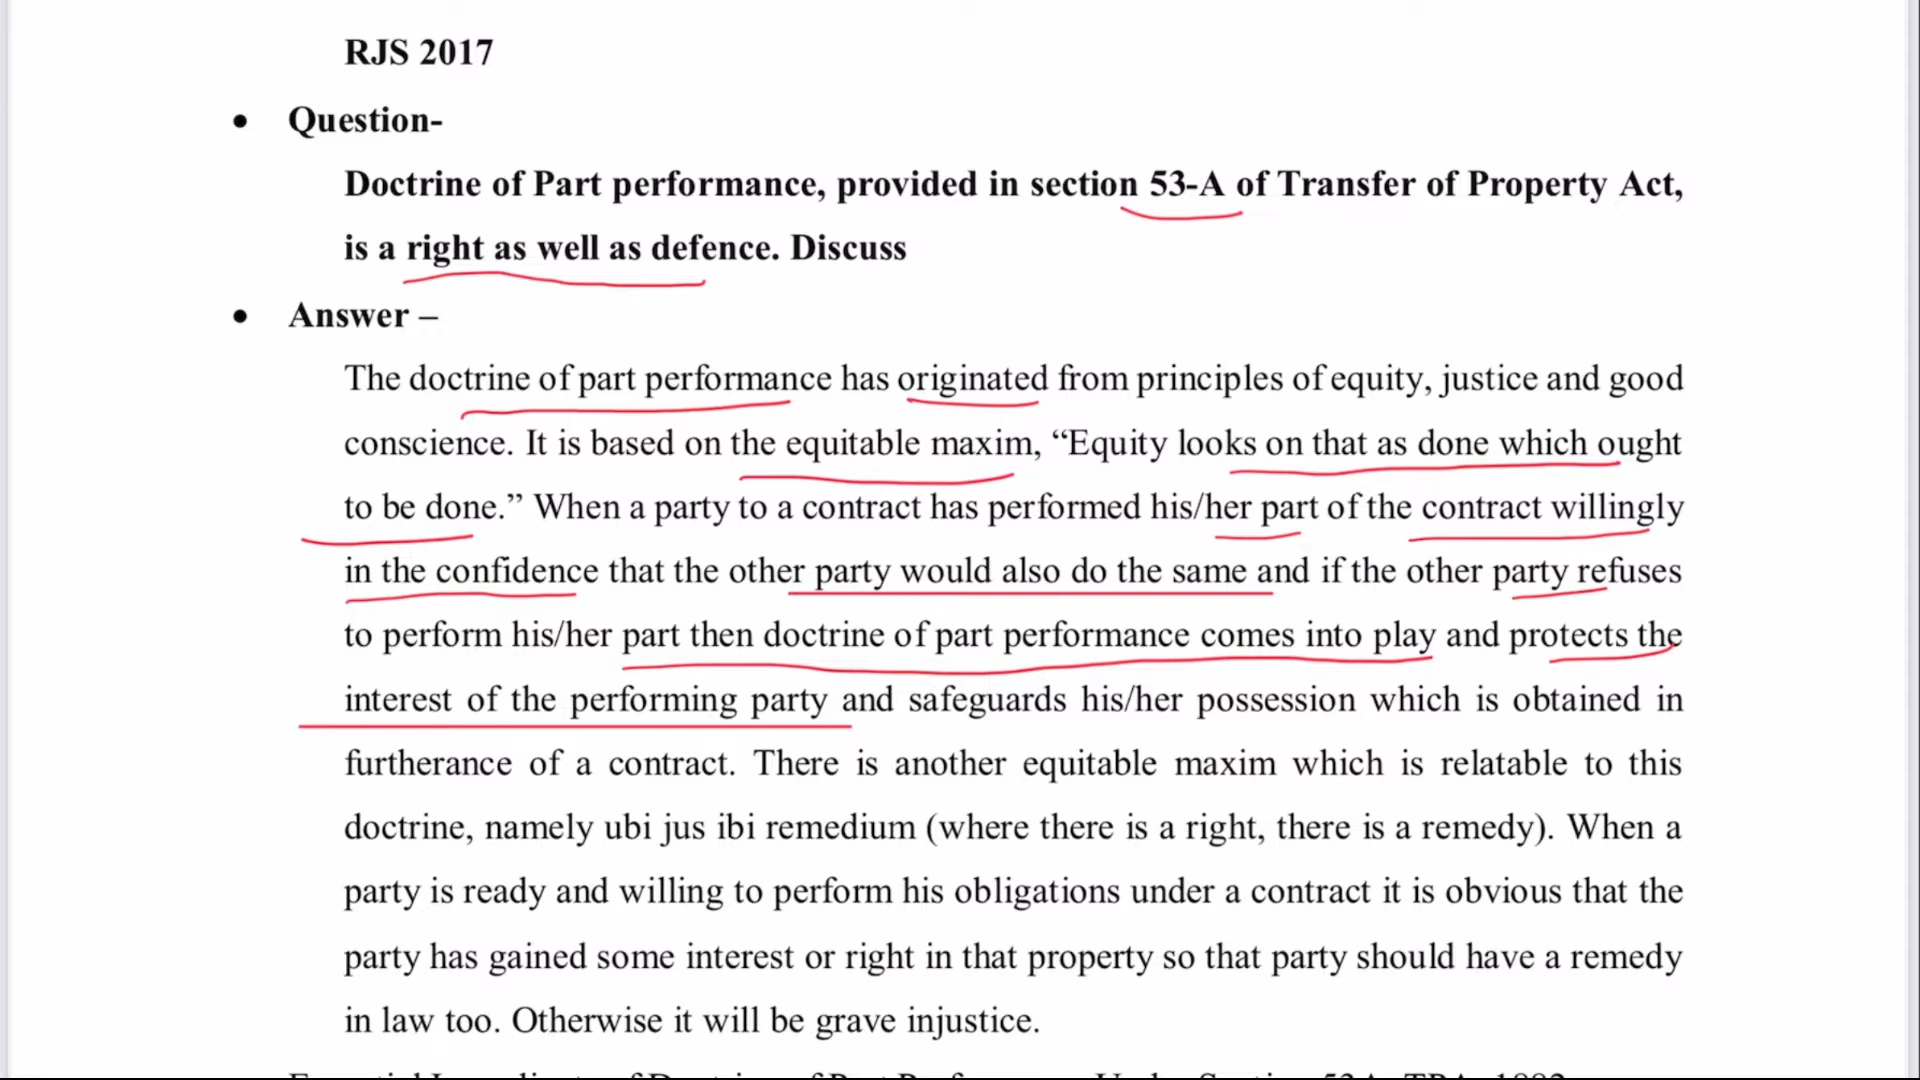 RJS 2017
• Question-
Doctrine of Part performance, provided in section 53-A of Transfer of Property Act,
is a right as well as defence. Discuss
• Answer –
The doctrine of part performance has originated from principles of equity, justice and good
conscience. It is based on the equitable maxim, “Equity looks on that as done which ought
to be done.” When a party to a contract has performed his/her part of the contract willingly
in the confidence that the other party would also do the same and if the other party refuses
to perform his/her part then doctrine of part performance comes into play and protects the
interest of the performing party and safeguards his/her possession which is obtained in
furtherance of a contract. There is another equitable maxim which is relatable to this
doctrine, namely ubi jus ibi remedium (where there is a right, there is a remedy). When a
party is ready and willing to perform his obligations under a contract it is obvious that the
party has gained some interest or right in that property so that party should have a remedy
in law too. Otherwise it will be grave injustice.